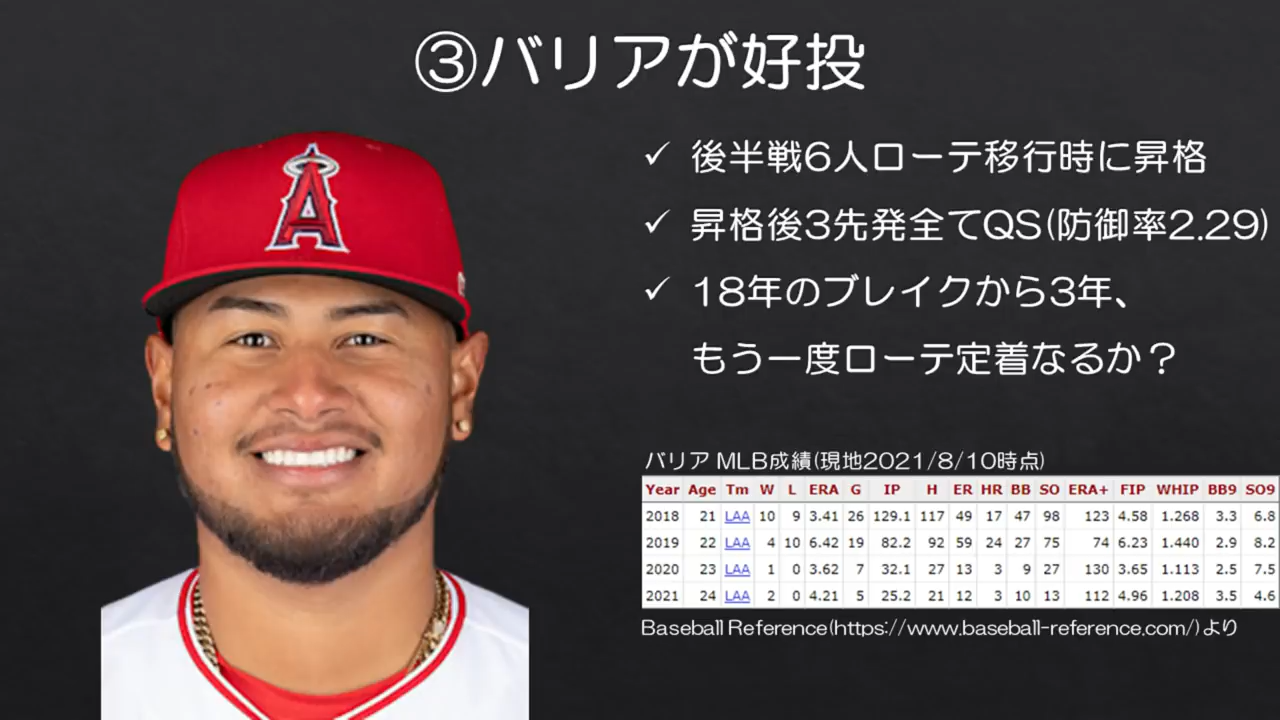 ③バリアが好投
✓ 後半戦6人ローテ移行時に昇格
✓ 昇格後3先発全てQS(防御率2.29)
✓ 18年のブレイクから3年、
もう一度ローテ定着なるか？
バリア MLB成績(現地2021/8/10時点)
Year Age Tm W L ERA G IP H ER HR BB SO ERA+ FIP WHIP BB9 SO9
2018 21 LAA 10 9 3.41 26 129.1 117 49 17 47 98 123 4.58 1.268 3.3 6.8
2019 22 LAA 4 10 6.42 19 82.2 92 59 24 27 75 74 6.23 1.440 2.9 8.2
2020 23 LAA 1 0 3.62 7 32.1 27 13 3 9 27 130 3.65 1.113 2.5 7.5
2021 24 LAA 2 0 4.21 5 25.2 21 12 3 10 13 112 4.96 1.208 3.5 4.6
Baseball Reference(https://www.baseball-reference.com/)より
A